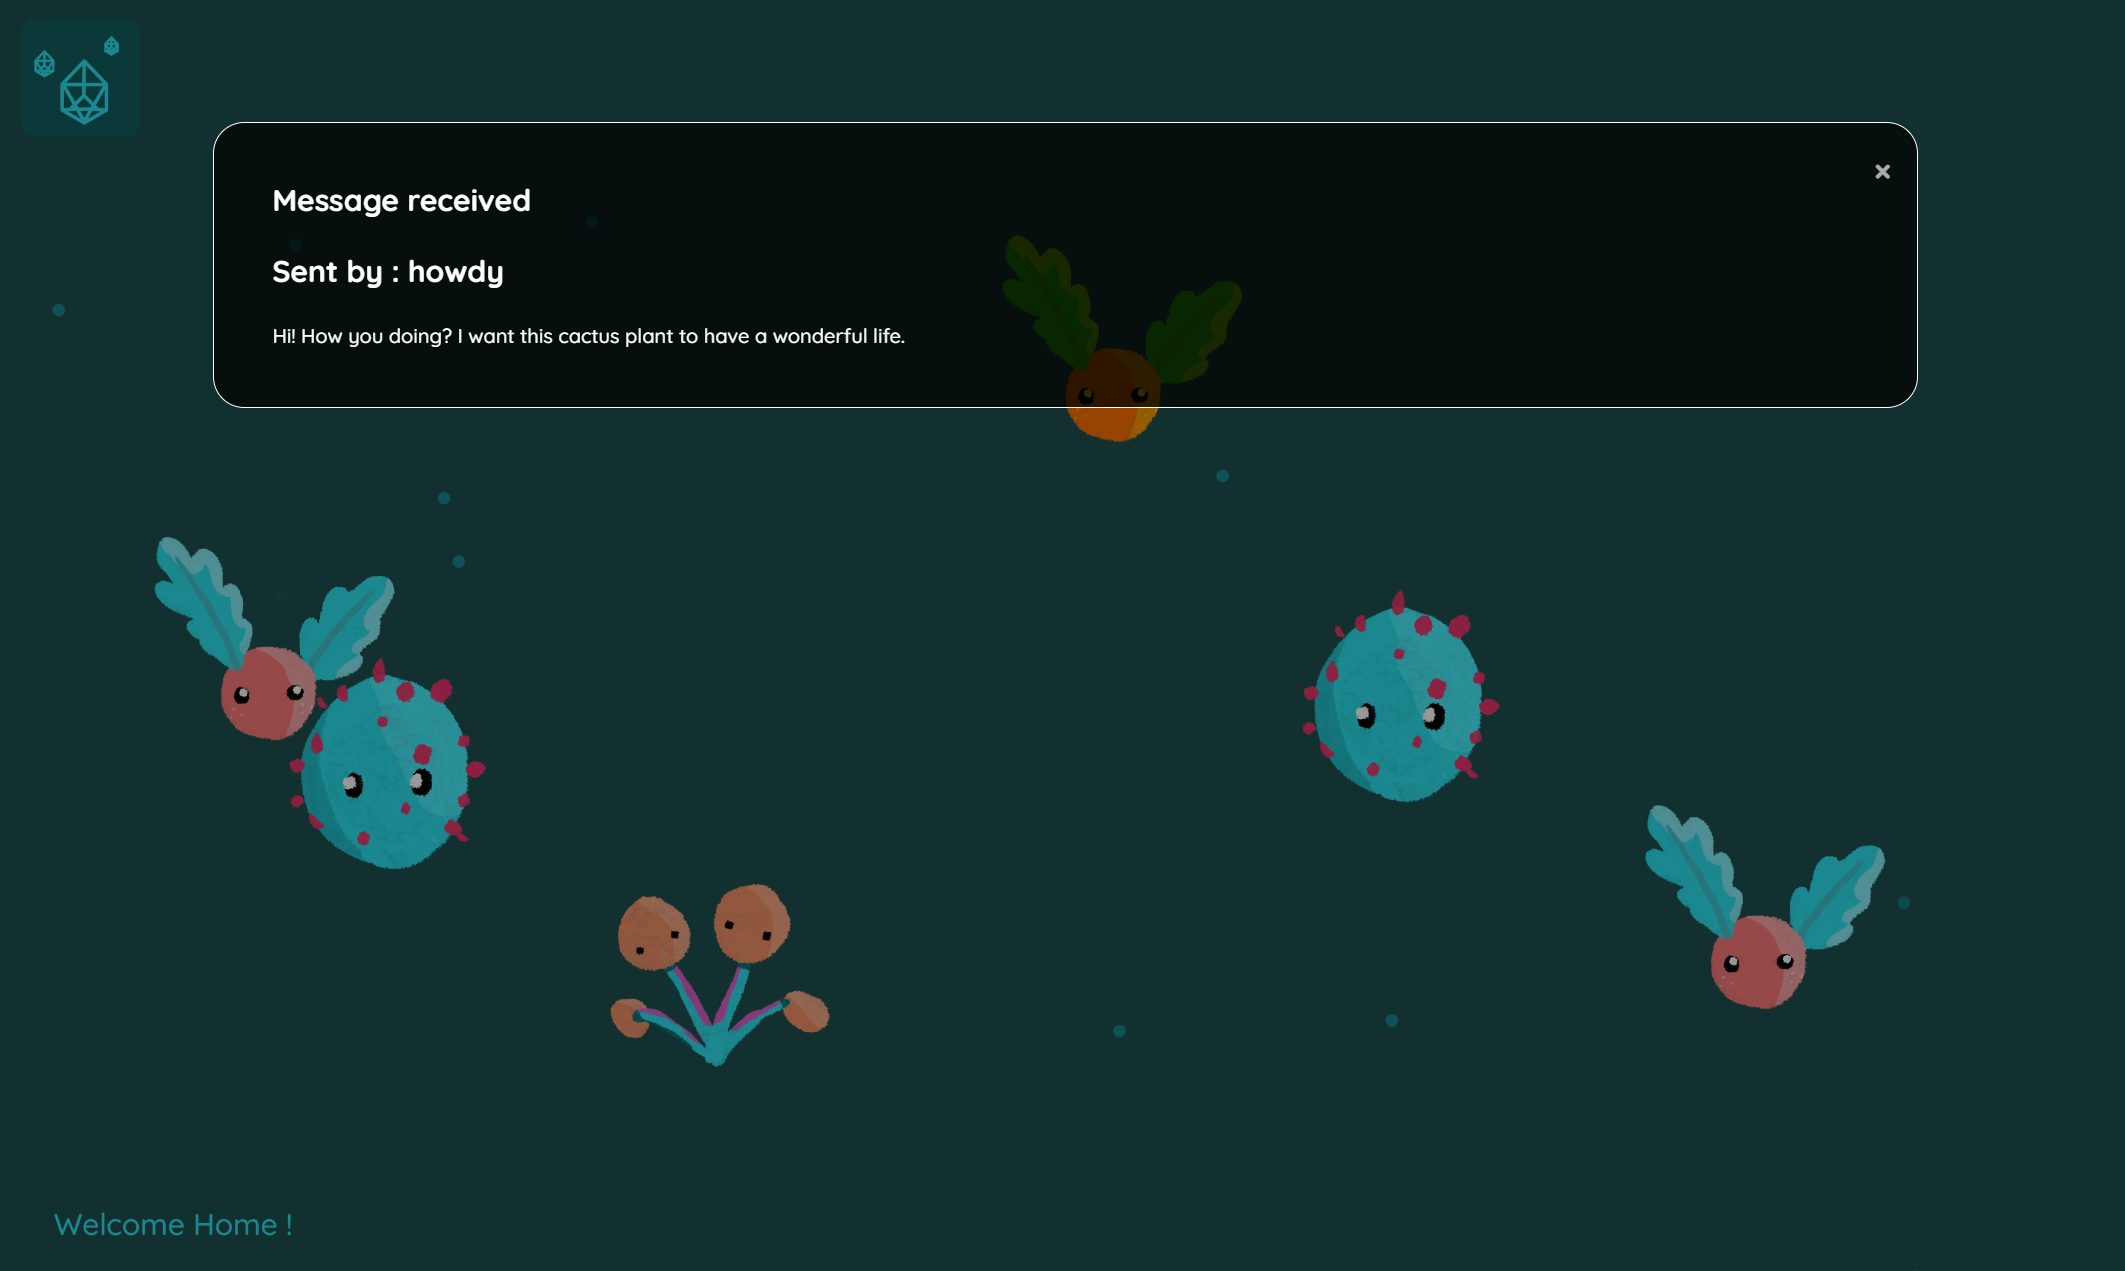 Message received
Sent by : howdy
Hi! How you doing? I want this cactus plant to have a wonderful life.
Welcome Home !